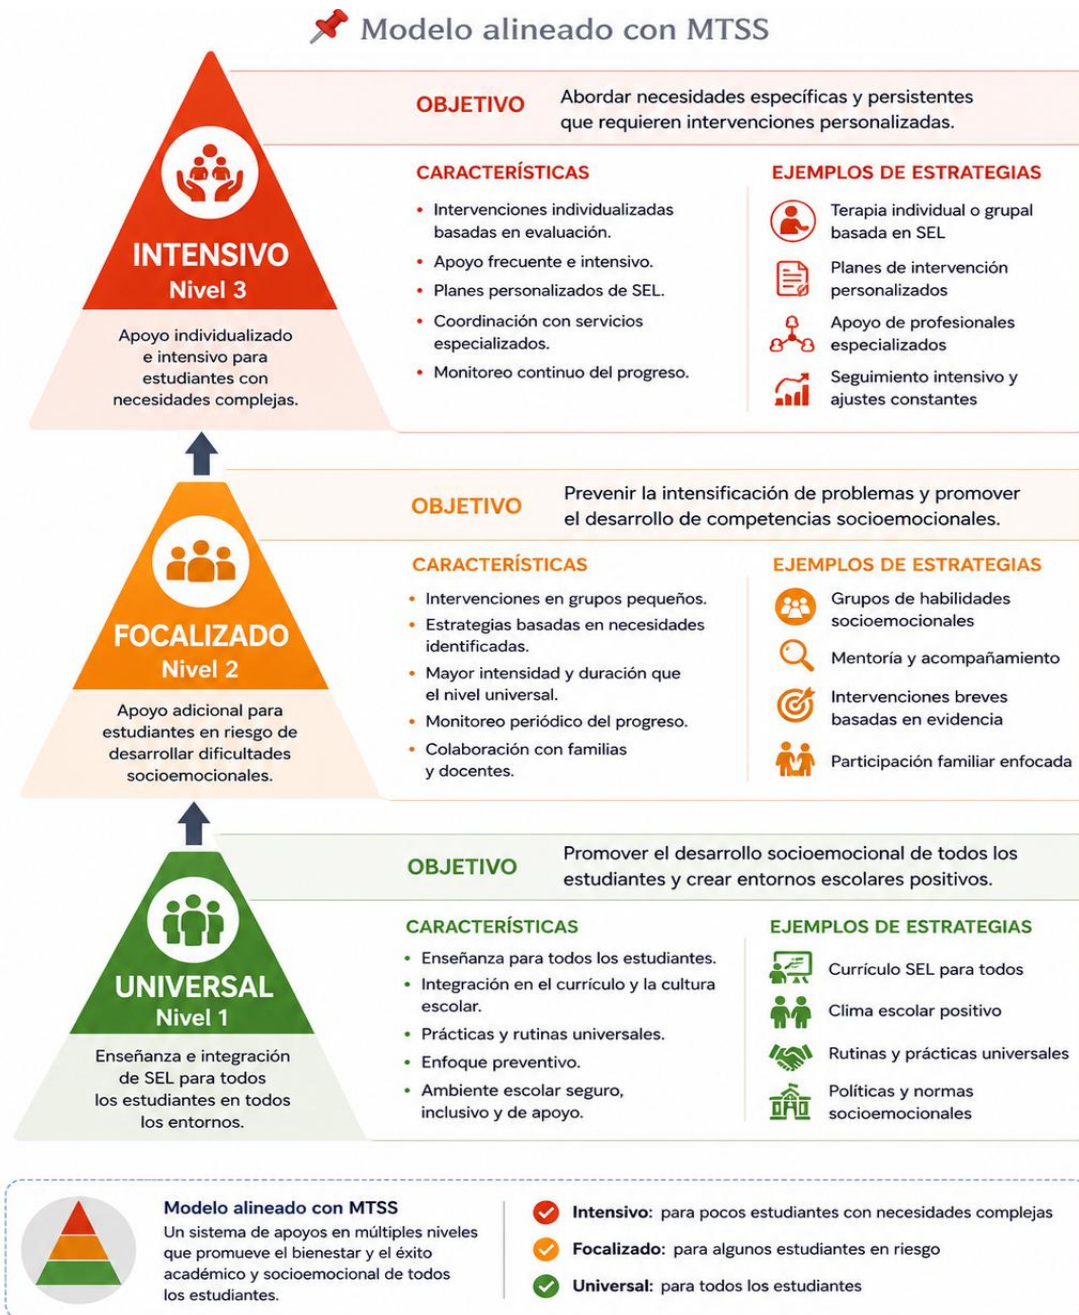 Modelo alineado con MTSS
INTENSIVO
Nivel 3
Apoyo individualizado
e intensivo para
estudiantes con
necesidades complejas.
OBJETIVO
Abordar necesidades específicas y persistentes
que requieren intervenciones personalizadas.
CARACTERÍSTICAS
• Intervenciones individualizadas
basadas en evaluación.
• Apoyo frecuente e intensivo.
• Planes personalizados de SEL.
• Coordinación con servicios
especializados.
• Monitoreo continuo del progreso.
EJEMPLOS DE ESTRATEGIAS
Terapia individual o grupal
basada en SEL
Planes de intervención
personalizados
Apoyo de profesionales
especializados
Seguimiento intensivo y
ajustes constantes
FOCALIZADO
Nivel 2
Apoyo adicional para
estudiantes en riesgo de
desarrollar dificultades
socioemocionales.
OBJETIVO
Prevenir la intensificación de problemas y promover
el desarrollo de competencias socioemocionales.
CARACTERÍSTICAS
• Intervenciones en grupos pequeños.
• Estrategias basadas en necesidades
identificadas.
• Mayor intensidad y duración que
el nivel universal.
• Monitoreo periódico del progreso.
• Colaboración con familias
y docentes.
EJEMPLOS DE ESTRATEGIAS
Grupos de habilidades
socioemocionales
Mentoría y acompañamiento
Intervenciones breves
basadas en evidencia
Participación familiar enfocada
UNIVERSAL
Nivel 1
Enseñanza e integración
de SEL para todos
los estudiantes en todos
los entornos.
OBJETIVO
Promover el desarrollo socioemocional de todos los
estudiantes y crear entornos escolares positivos.
CARACTERÍSTICAS
• Enseñanza para todos los estudiantes.
• Integración en el currículo y la cultura
escolar.
• Prácticas y rutinas universales.
• Enfoque preventivo.
• Ambiente escolar seguro,
inclusivo y de apoyo.
EJEMPLOS DE ESTRATEGIAS
Currículo SEL para todos
Clima escolar positivo
Rutinas y prácticas universales
Políticas y normas
socioemocionales
Modelo alineado con MTSS
Un sistema de apoyos en múltiples niveles
que promueve el bienestar y el éxito
académico y socioemocional de todos
los estudiantes.
Intensivo: para pocos estudiantes con necesidades complejas
Focalizado: para algunos estudiantes en riesgo
Universal: para todos los estudiantes